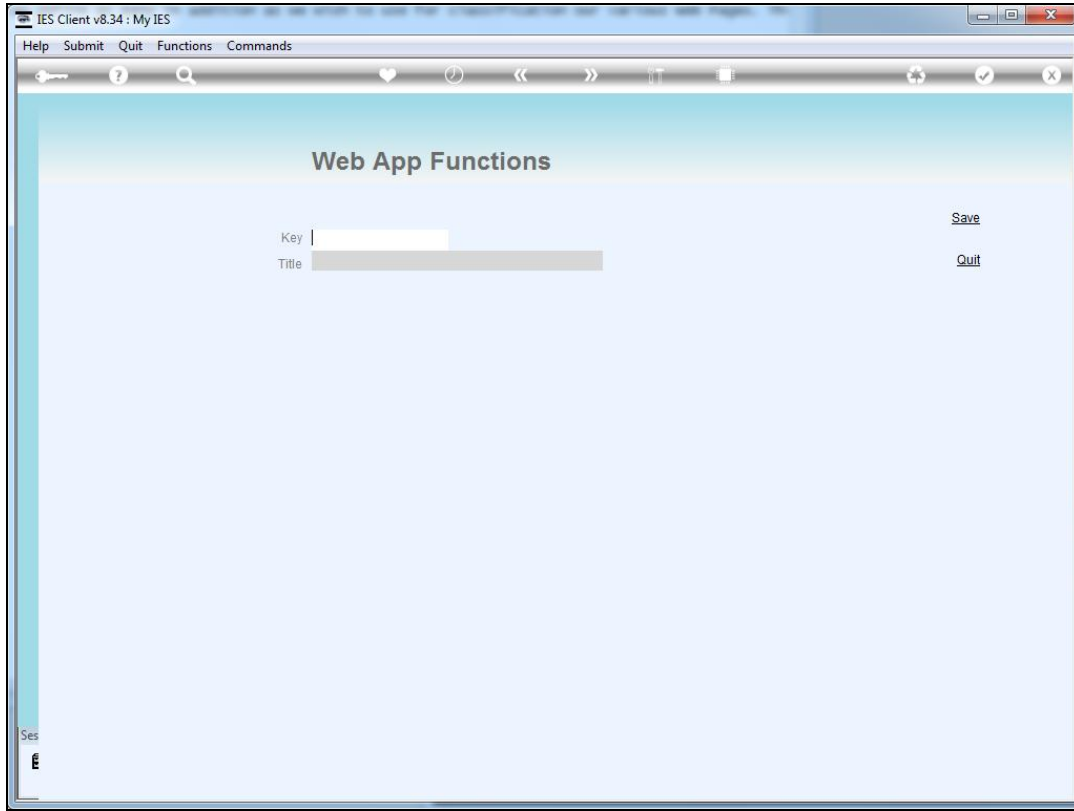 IES Client v8.34 : My IES
Help Submit Quit Functions Commands
Web App Functions
Save
Key
Title
Quit
Ses